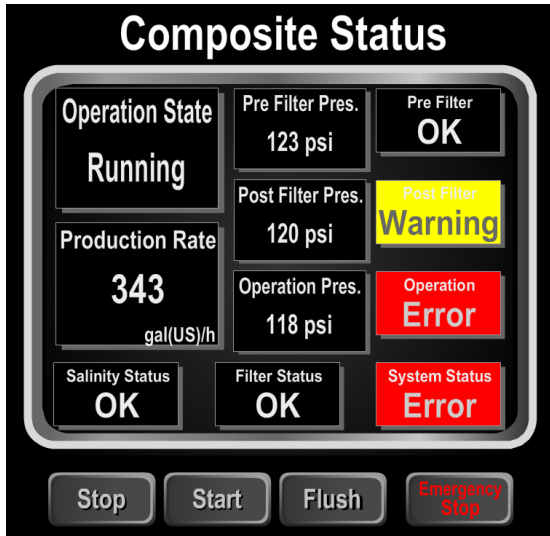 Composite Status
Operation State
Running
Production Rate
343
gal(US)/h
Pre Filter Pres.
123 psi
Post Filter Pres.
120 psi
Operation Pres.
118 psi
Pre Filter
OK
Post Filter
Warning
Operation
Error
Salinity Status
OK
Filter Status
OK
System Status
Error
Stop
Start
Flush
Emergency
Stop